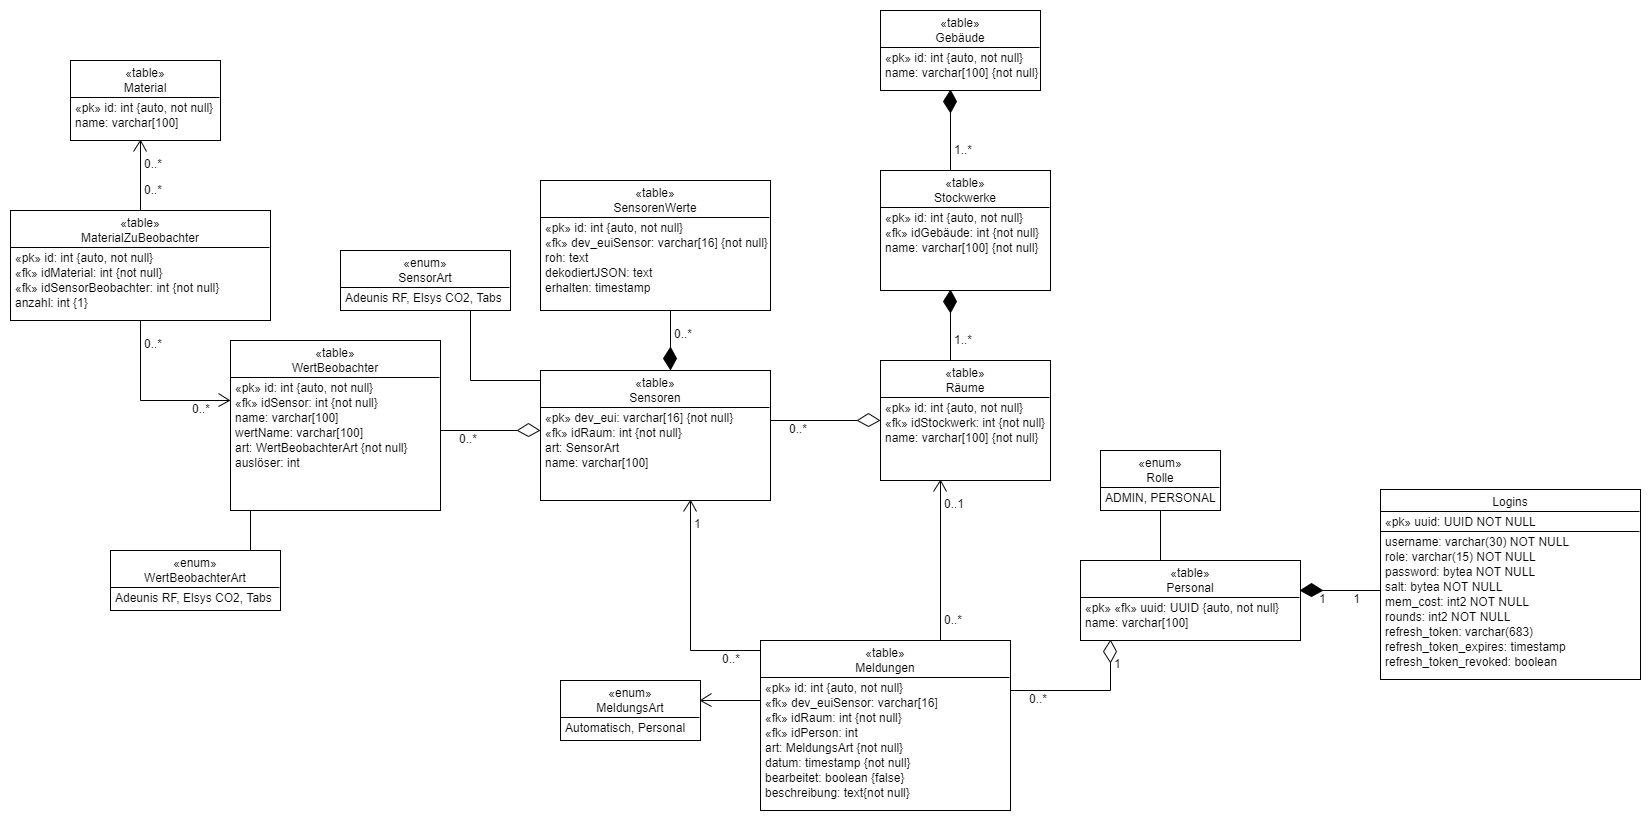 «table»
Gebäude
«pk» id: int {auto, not null}
name: varchar[100] {not null}
1..*
«table»
Material
«pk» id: int {auto, not null}
name: varchar[100]
0..*
0..*
«table»
Stockwerke
«pk» id: int {auto, not null}
«fk» idGebäude: int {not null}
name: varchar[100] {not null}
1..*
«table»
SensorenWerte
«pk» id: int {auto, not null}
«fk» dev_euiSensor: varchar[16] {not null}
roh: text
dekodiertJSON: text
erhalten: timestamp
0..*
«table»
MaterialZuBeobachter
«pk» id: int {auto, not null}
«fk» idMaterial: int {not null}
«fk» idSensorBeobachter: int {not null}
anzahl: int {1}
0..*
0..*
«enum»
SensorArt
Adeunis RF, Elsys CO2, Tabs
«table»
WertBeobachter
«pk» id: int {auto, not null}
«fk» idSensor: int {not null}
name: varchar[100]
wertName: varchar[100]
art: WertBeobachterArt {not null}
auslöser: int
0..*
«table»
Sensoren
«pk» dev_eui: varchar[16] {not null}
«fk» idRaum: int {not null}
art: SensorArt
name: varchar[100]
0..*
1
«table»
Räume
«pk» id: int {auto, not null}
«fk» idStockwerk: int {not null}
name: varchar[100] {not null}
0..1
«enum»
WertBeobachterArt
Adeunis RF, Elsys CO2, Tabs
«enum»
Rolle
ADMIN, PERSONAL
«table»
Personal
«pk» «fk» uuid: UUID {auto, not null}
name: varchar[100]
1
1
1
Logins
«pk» uuid: UUID NOT NULL
username: varchar(30) NOT NULL
role: varchar(15) NOT NULL
password: bytea NOT NULL
salt: bytea NOT NULL
mem_cost: int2 NOT NULL
rounds: int2 NOT NULL
refresh_token: varchar(683)
refresh_token_expires: timestamp
refresh_token_revoked: boolean
0..*
0..*
0..*
«table»
Meldungen
«pk» id: int {auto, not null}
«fk» dev_euiSensor: varchar[16]
«fk» idRaum: int {not null}
«fk» idPerson: int
art: MeldungsArt {not null}
datum: timestamp {not null}
bearbeitet: boolean {false}
beschreibung: text{not null}
«enum»
MeldungsArt
Automatisch, Personal